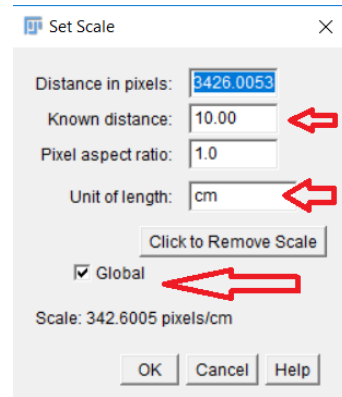 Set Scale
Distance in pixels: 3426.0053
Known distance: 10.00
Pixel aspect ratio: 1.0
Unit of length: cm
Click to Remove Scale
Global
Scale: 342.6005 pixels/cm
OK Cancel Help